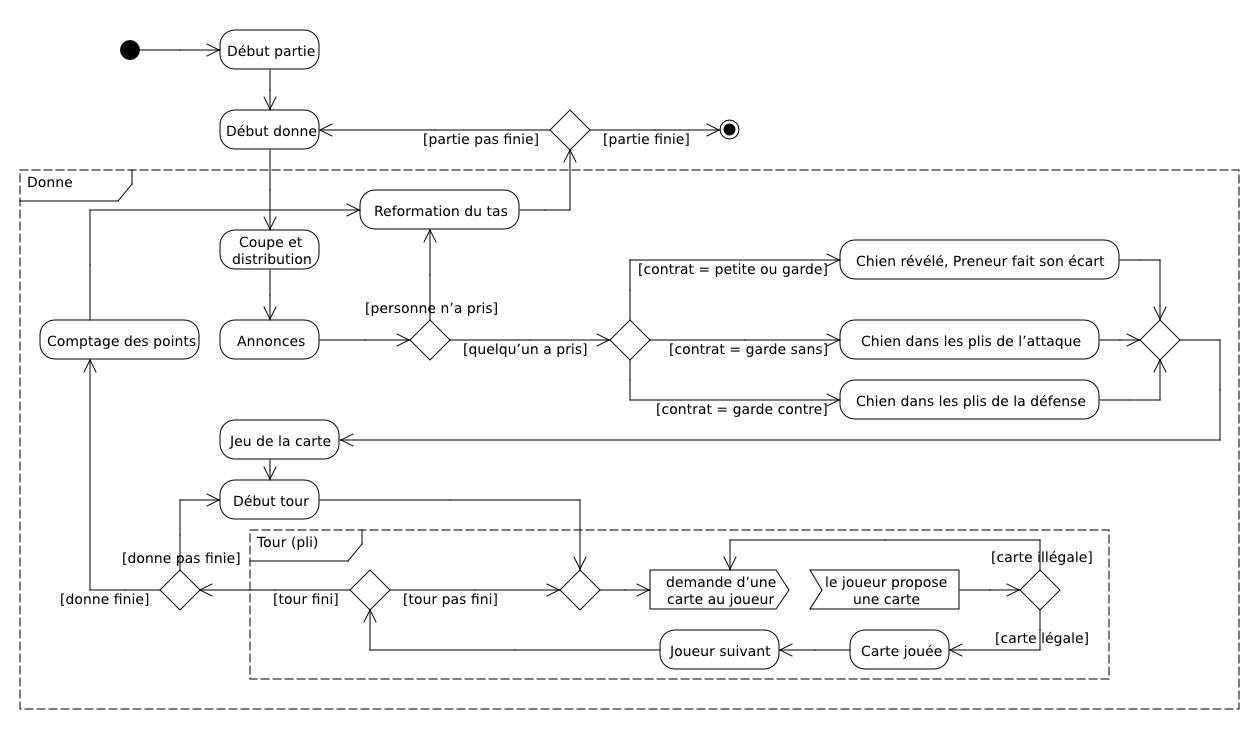 Début partie
Début donne
[partie pas finie]
[partie finie]
Donne
Reformation du tas
Coupe et
distribution
Chien révélé, Preneur fait son écart
[contrat = petite ou garde]
[personne n’a pris]
Comptage des points
Annonces
[quelqu’un a pris]
[contrat = garde sans]
Chien dans les plis de l’attaque
[contrat = garde contre]
Chien dans les plis de la défense
Jeu de la carte
Début tour
Tour (pli)
[donne pas finie]
[carte illégale]
[donne finie]
[tour fini]
[tour pas fini]
demande d’une
carte au joueur
le joueur propose
une carte
[carte légale]
Joueur suivant
Carte jouée